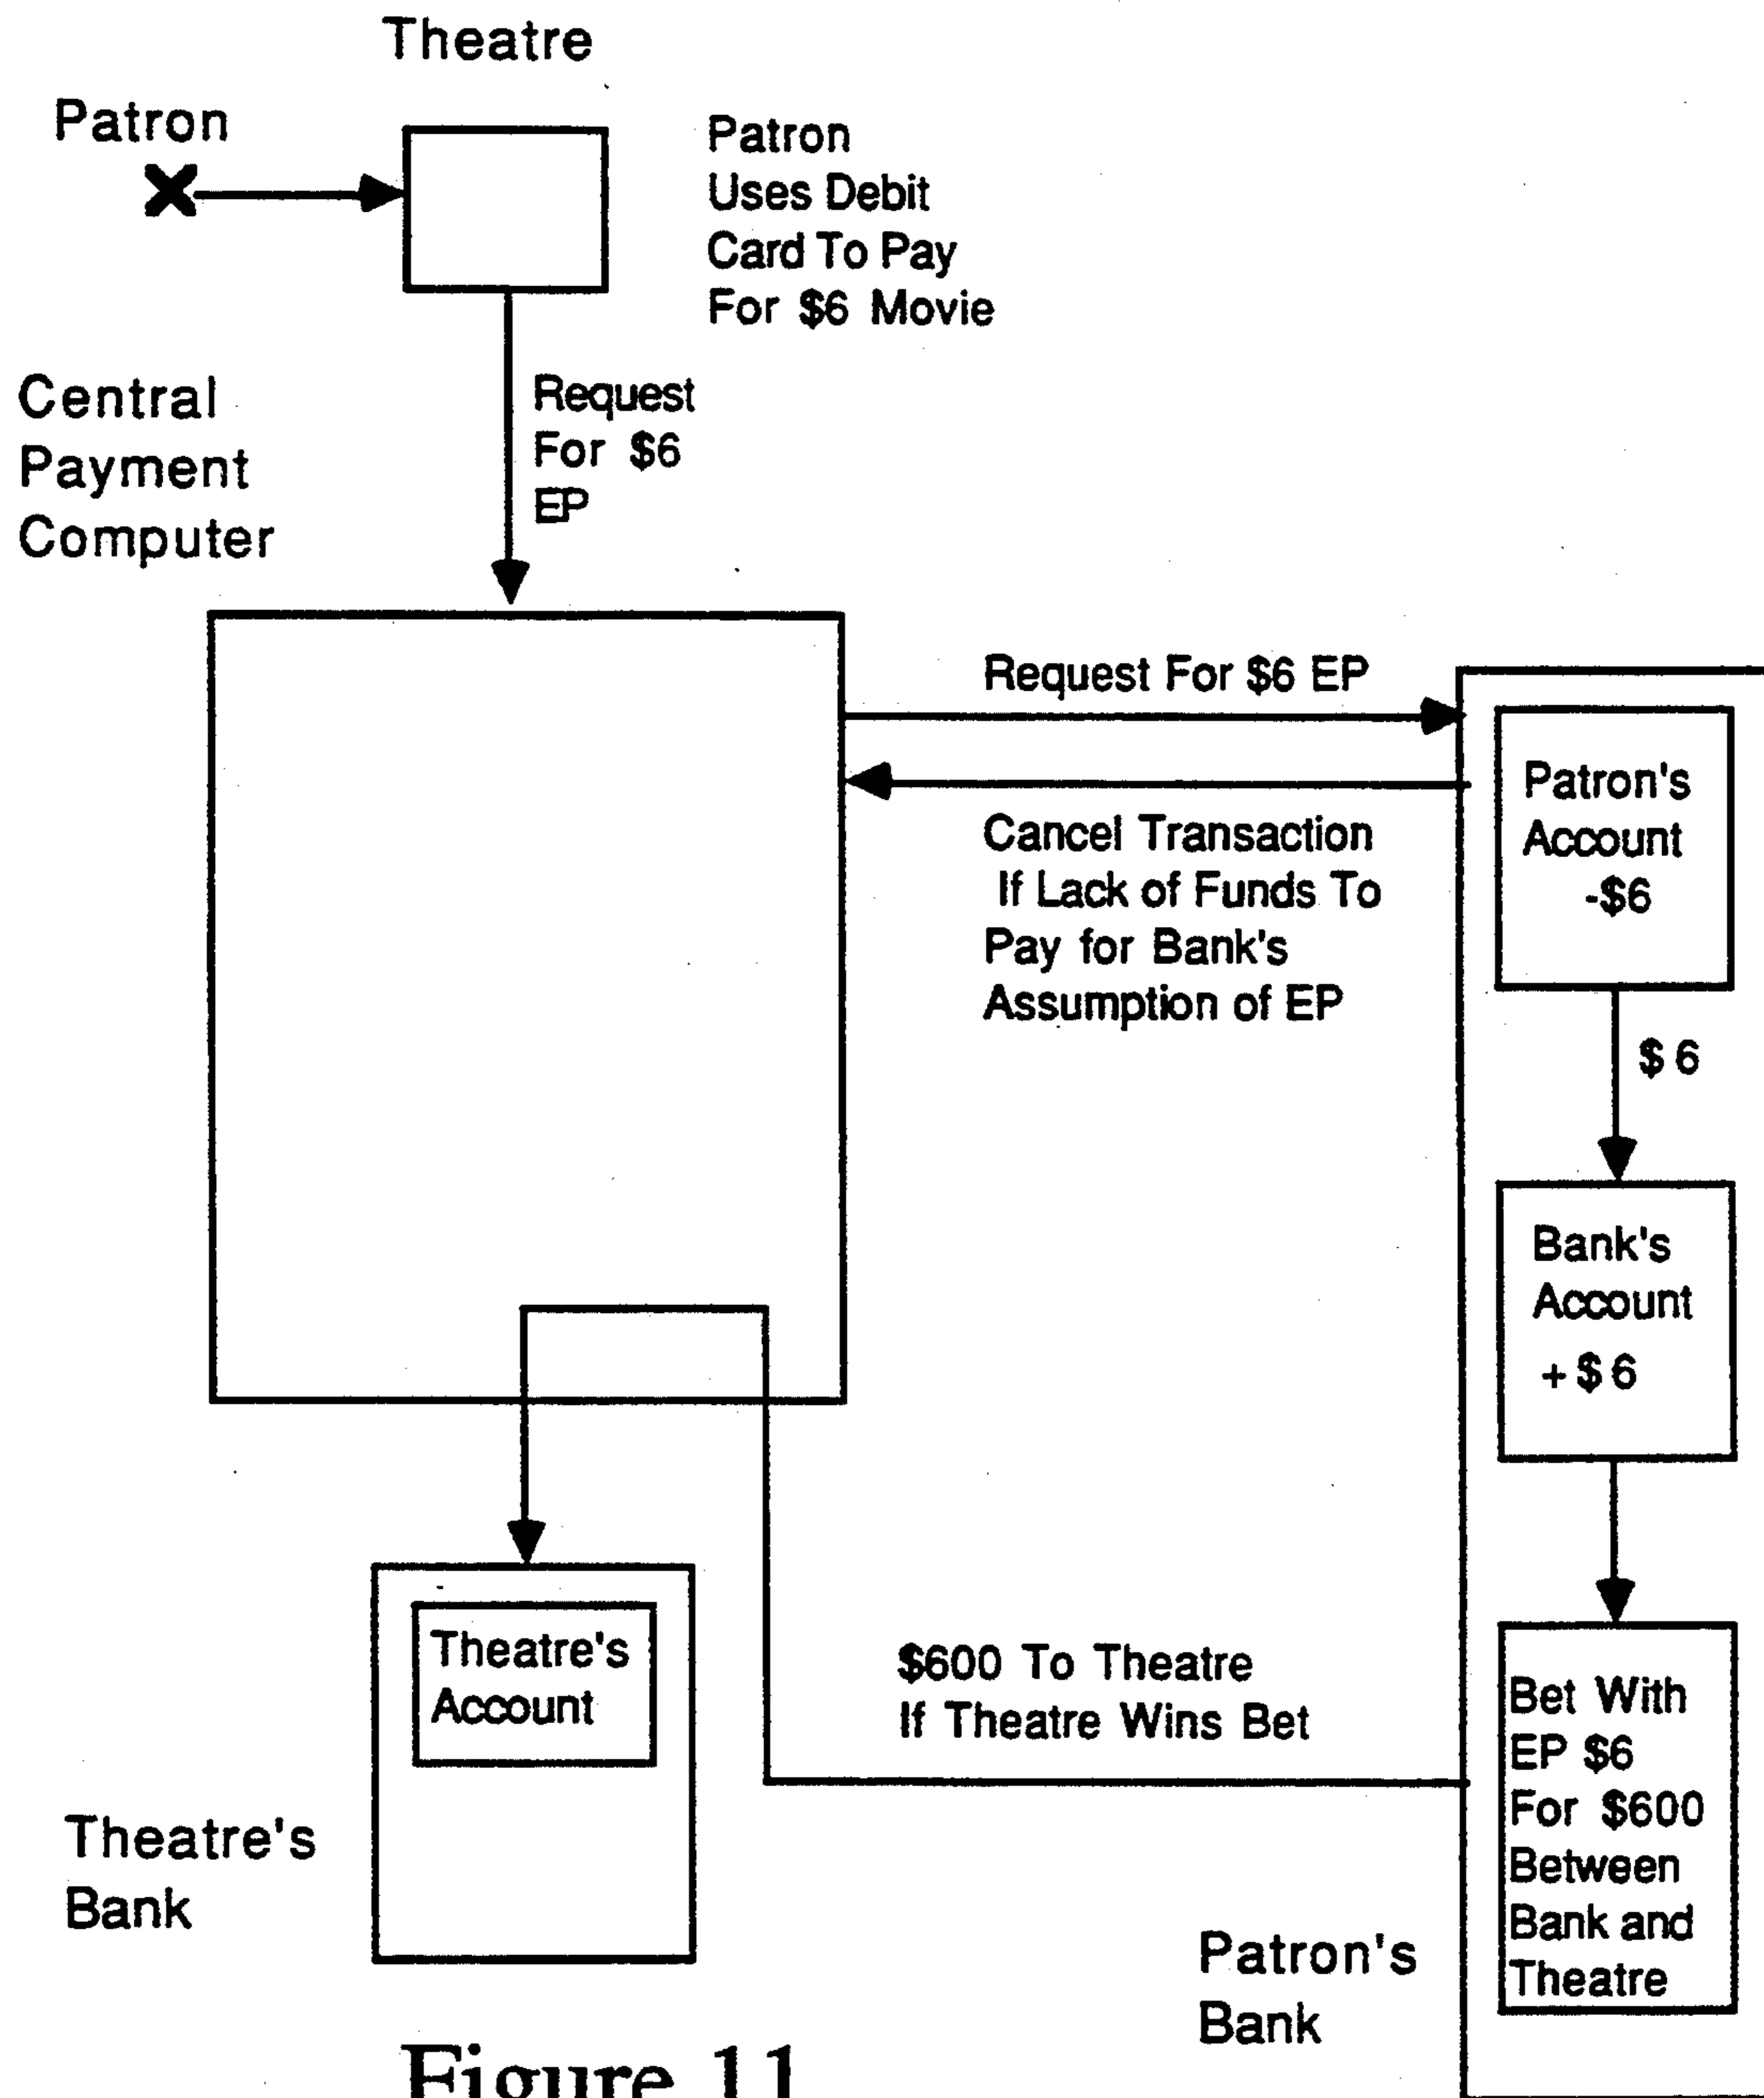 Theatre
Patron
Patron
Uses Debit
Card To Pay
For $6 Movie
Central
Payment
Computer
Request
For $6
EP
Request For $6 EP
Cancel Transaction
If Lack of Funds To
Pay for Bank's
Assumption of EP
Patron's
Account
-$6
$ 6
Bank's
Account
+ $ 6
Theatre's
Account
$600 To Theatre
If Theatre Wins Bet
Bet With
EP $6
For $600
Between
Bank and
Theatre
Theatre's
Bank
Patron's
Bank
Figure 11